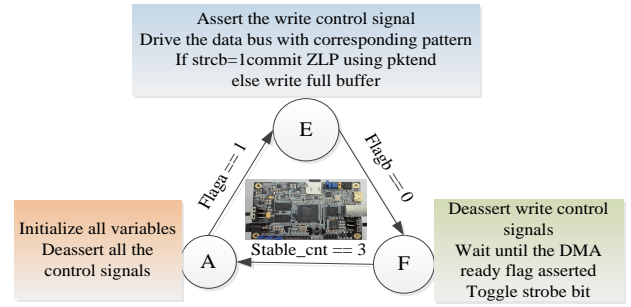 Assert the write control signal
Drive the data bus with corresponding pattern
If strcb=1commit ZLP using pktend
else write full buffer
E
Flaga == 1
Flagb == 0
Initialize all variables
Deassert all the
control signals
A
Stable_cnt == 3
F
Deassert write control
signals
Wait until the DMA
ready flag asserted
Toggle strobe bit